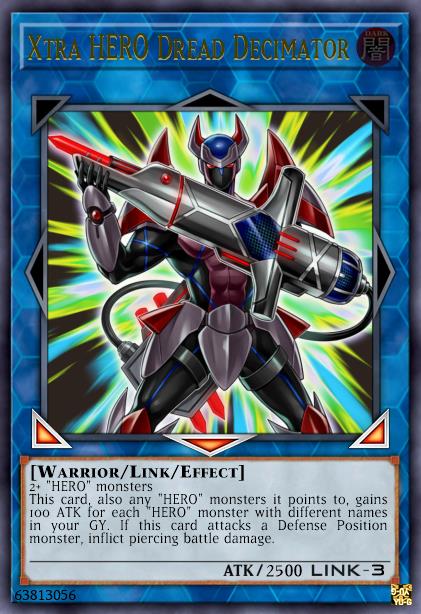 Xtra HERO Dread Decimator
DARK
闇
[Warrior/Link/Effect]
2+ "HERO" monsters
This card, also any "HERO" monsters it points to, gains
100 ATK for each "HERO" monster with different names
in your GY. If this card attacks a Defense Position
monster, inflict piercing battle damage.
ATK/2500 LINK-3
63813056